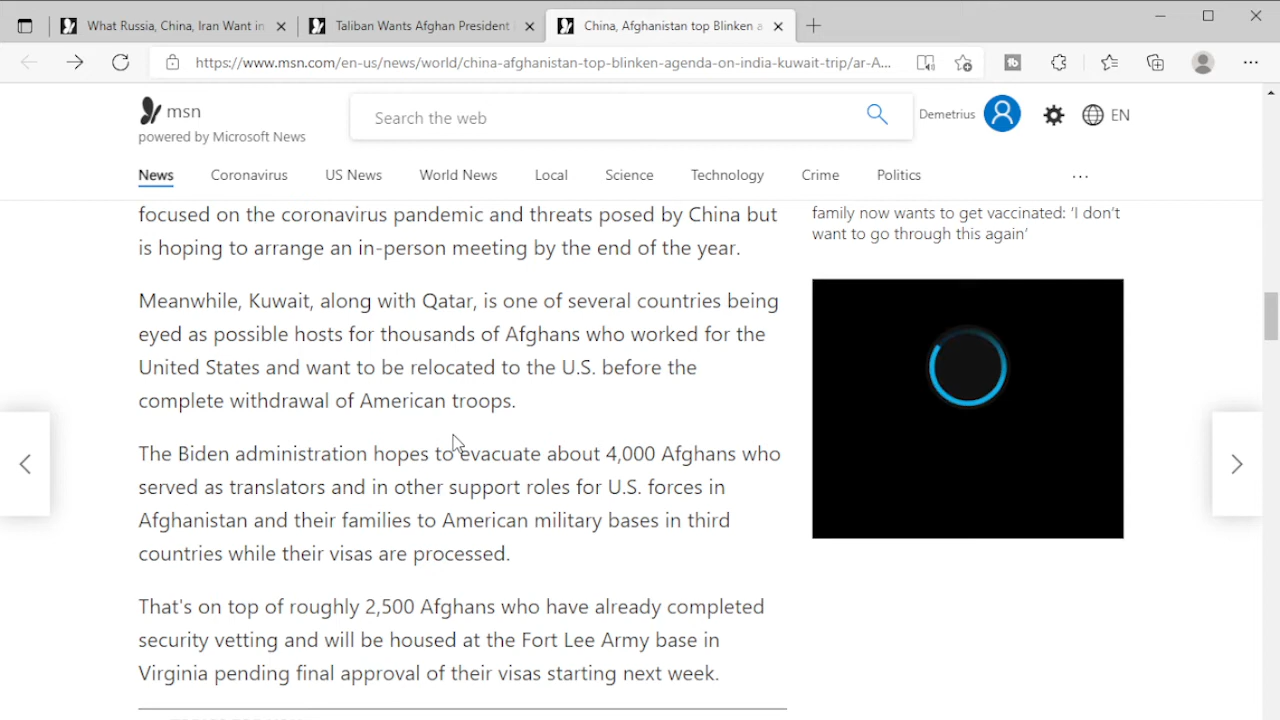 What Russia, China, Iran Want in
Taliban Wants Afghan President
China, Afghanistan top Blinken a
https://www.msn.com/en-us/news/world/china-afghanistan-top-blinken-agenda-on-india-kuwait-trip/ar-A...
msn
powered by Microsoft News
Search the web
Demetrius
EN
News Coronavirus US News World News Local Science Technology Crime Politics ...
focused on the coronavirus pandemic and threats posed by China but
is hoping to arrange an in-person meeting by the end of the year.
Meanwhile, Kuwait, along with Qatar, is one of several countries being
eyed as possible hosts for thousands of Afghans who worked for the
United States and want to be relocated to the U.S. before the
complete withdrawal of American troops.
The Biden administration hopes to evacuate about 4,000 Afghans who
served as translators and in other support roles for U.S. forces in
Afghanistan and their families to American military bases in third
countries while their visas are processed.
That's on top of roughly 2,500 Afghans who have already completed
security vetting and will be housed at the Fort Lee Army base in
Virginia pending final approval of their visas starting next week.
family now wants to get vaccinated: ‘I don’t
want to go through this again’